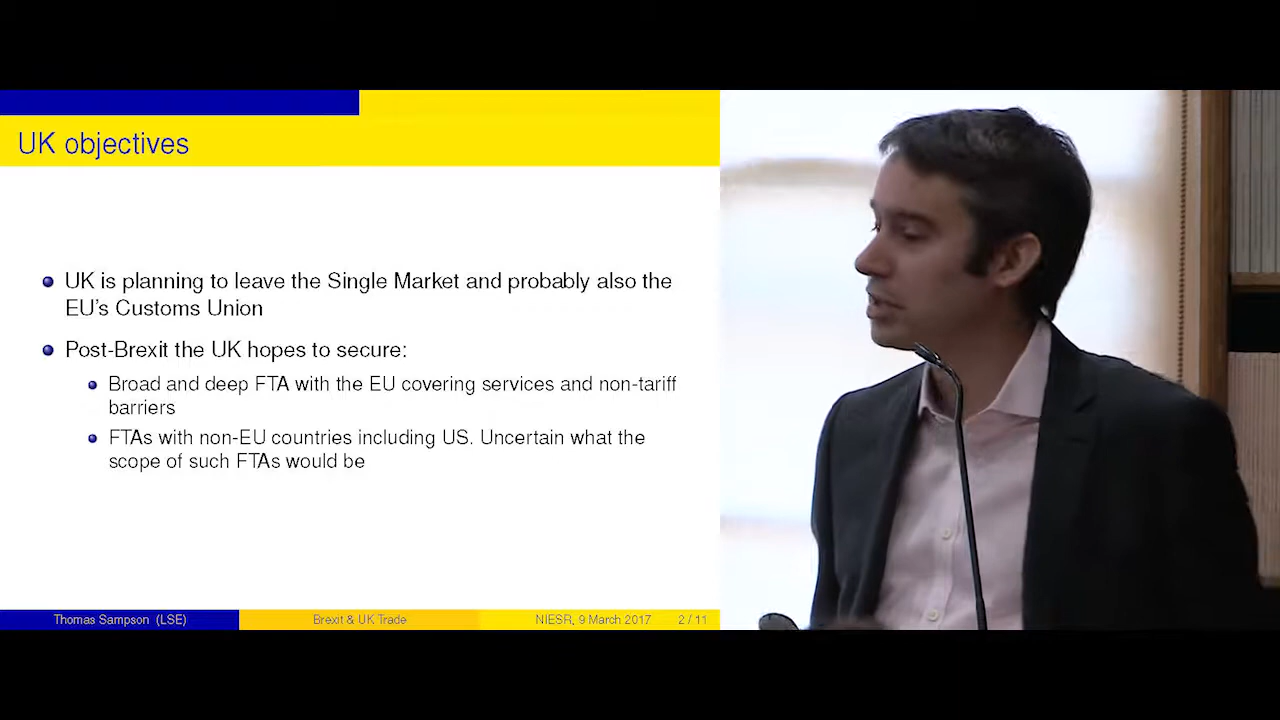 UK objectives
UK is planning to leave the Single Market and probably also the
EU's Customs Union
Post-Brexit the UK hopes to secure:
Broad and deep FTA with the EU covering services and non-tariff
barriers
FTAs with non-EU countries including US. Uncertain what the
scope of such FTAs would be
Thomas Sampson (LSE) Brexit & UK Trade NIESR, 9 March 2017 2 / 11